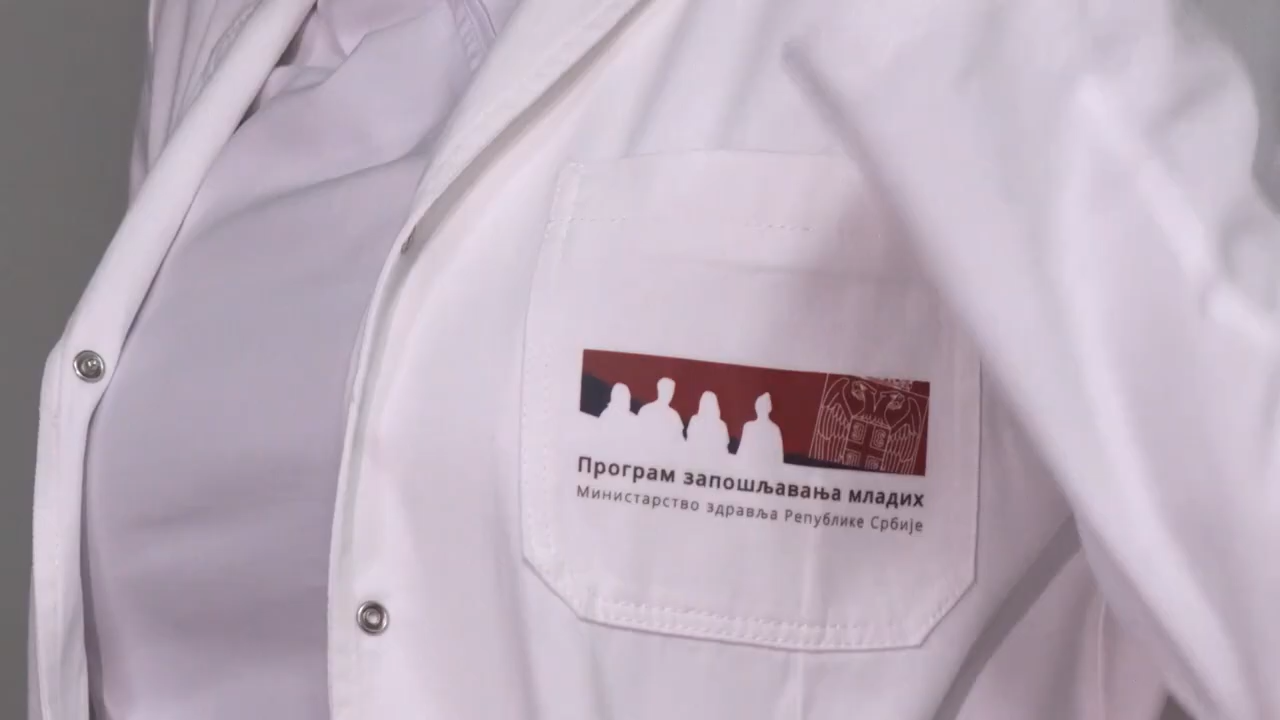 Програм запошљавања младих
Министарство здравља Републике Србије